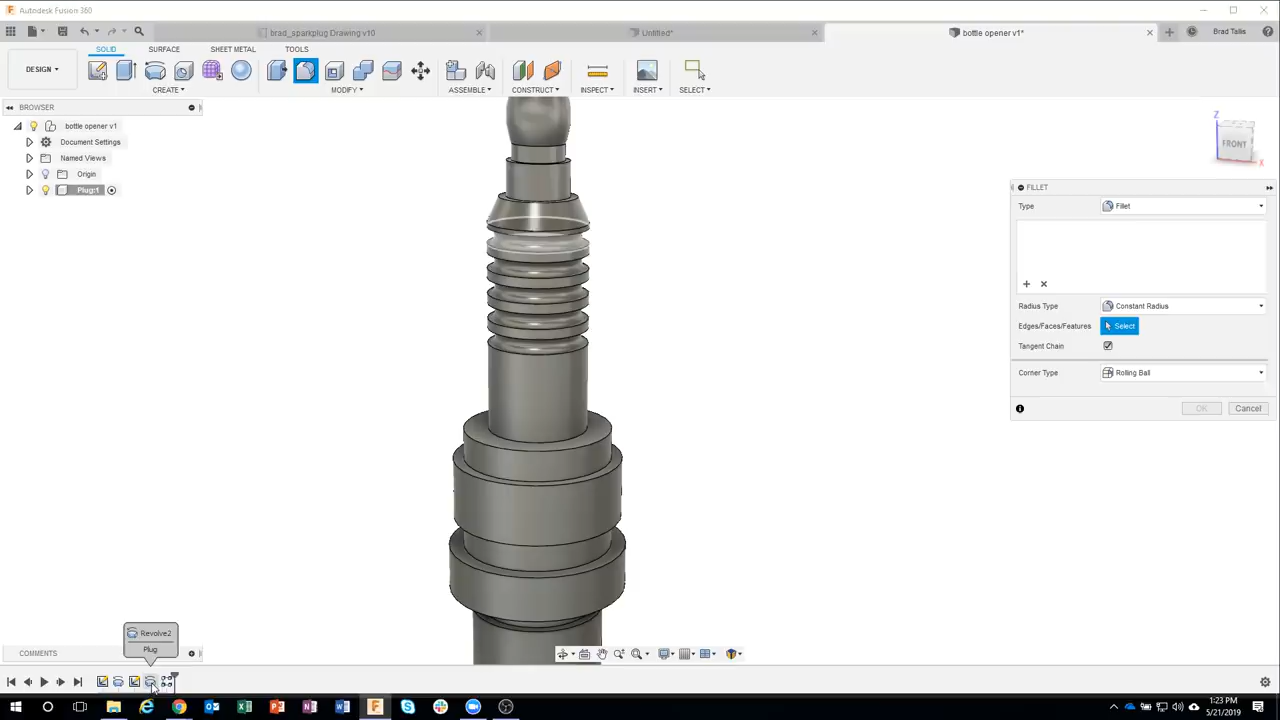 Autodesk Fusion 360
brad_sparkplug Drawing v10
Untitled*
bottle opener v1*
Brad Tallis
SOLID
SURFACE
SHEET METAL
TOOLS
DESIGN
CREATE
MODIFY
ASSEMBLE
CONSTRUCT
INSPECT
INSERT
SELECT
BROWSER
bottle opener v1
Document Settings
Named Views
Origin
Plug:1
Z
FRONT
X
FILLET
Type
Fillet
Radius Type
Constant Radius
Edges/Faces/Features
Select
Tangent Chain
Corner Type
Rolling Ball
OK
Cancel
Revolve2
Plug
COMMENTS
1:23 PM
5/21/2019